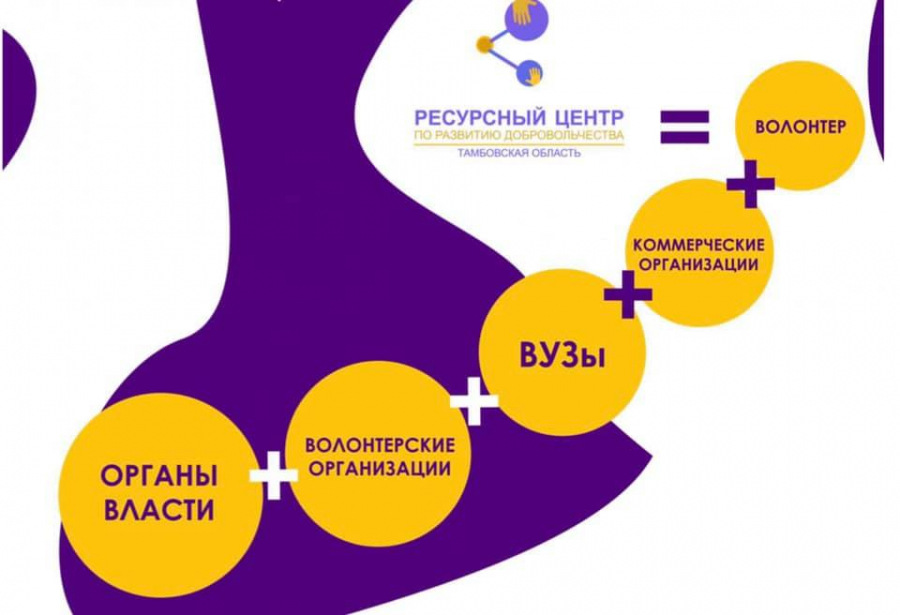 РЕСУРСНЫЙ ЦЕНТР
ПО РАЗВИТИЮ ДОБРОВОЛЬЧЕСТВА
ТАМБОВСКАЯ ОБЛАСТЬ
=
ВОЛОНТЕР
+
КОММЕРЧЕСКИЕ
ОРГАНИЗАЦИИ
+
ВУЗы
+
ВОЛОНТЕРСКИЕ
ОРГАНИЗАЦИИ
+
ОРГАНЫ
ВЛАСТИ